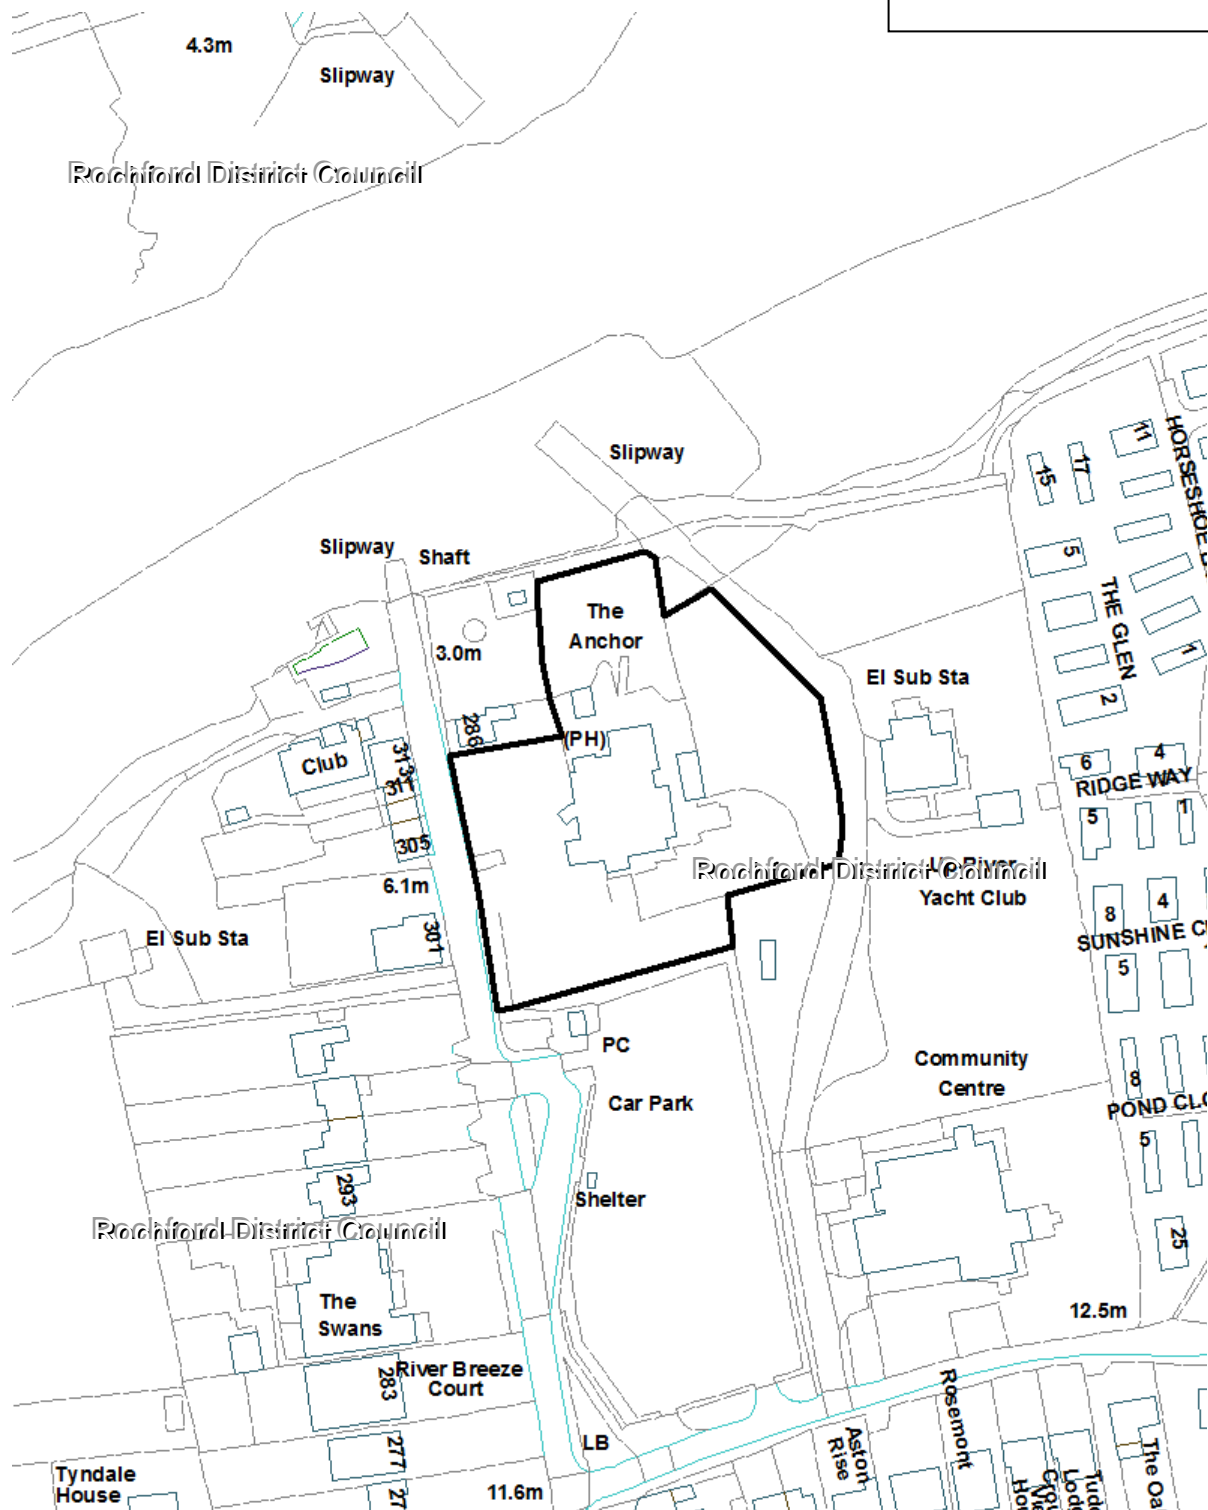 4.3m
Slipway
Rochford District Council
Slipway
Slipway
Shaft
The
Anchor
(PH)
3.0m
286
El Sub Sta
Club
313
311
305
6.1m
301
El Sub Sta
Rochford District Council
Up River
Yacht Club
15
17
11
5
THE GLEN
1
2
6
4
RIDGE WAY
5
1
8
4
5
PC
Car Park
Community
Centre
8
5
Shelter
293
Rochford District Council
25
The
Swans
12.5m
River Breeze
Court
283
LB
277
Tyndale
House
11.6m
Aston
Rise
Rosemont